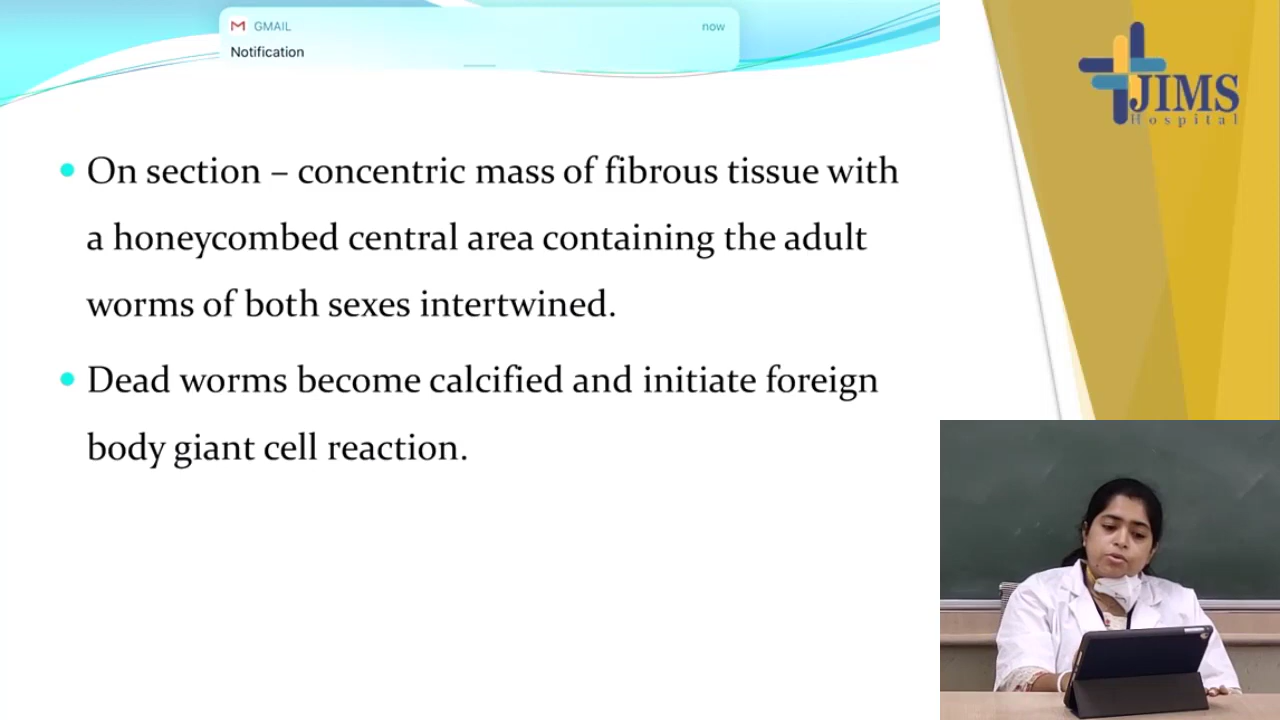 GMAIL
now
Notification
JIMS
Hospital
• On section – concentric mass of fibrous tissue with
a honeycombed central area containing the adult
worms of both sexes intertwined.
• Dead worms become calcified and initiate foreign
body giant cell reaction.